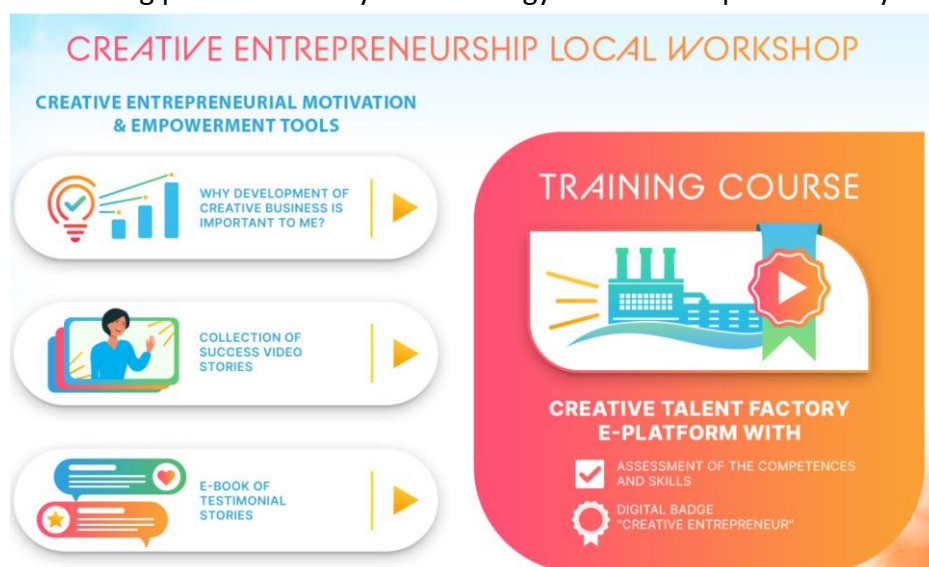 CREATIVE ENTREPRENEURSHIP LOCAL WORKSHOP
CREATIVE ENTREPRENEURIAL MOTIVATION
& EMPOWERMENT TOOLS
WHY DEVELOPMENT OF
CREATIVE BUSINESS IS
IMPORTANT TO ME?
COLLECTION OF
SUCCESS VIDEO
STORIES
E-BOOK OF
TESTIMONIAL
STORIES
TRAINING COURSE
CREATIVE TALENT FACTORY
E-PLATFORM WITH
ASSESSMENT OF THE COMPETENCES
AND SKILLS
DIGITAL BADGE
"CREATIVE ENTREPRENEUR"